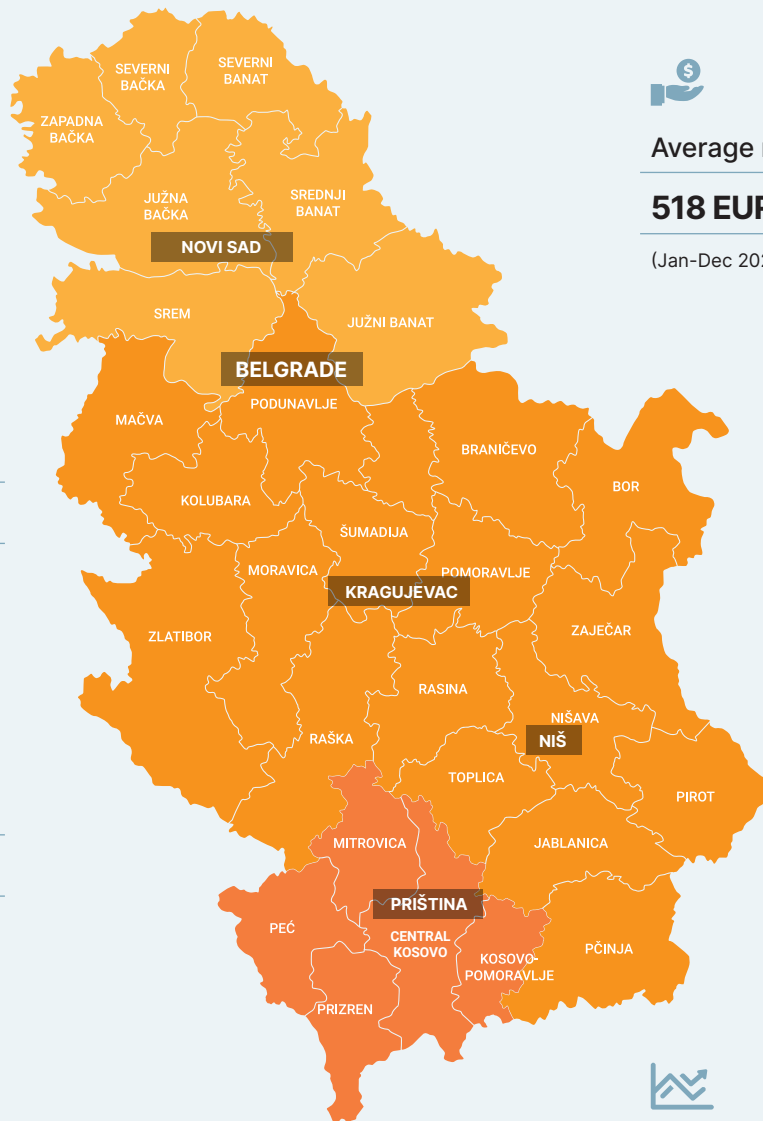 SEVERNI
BAČKA
SEVERNI
BANAT
ZAPADNA
BAČKA
JUŽNA
BAČKA
SREDNJI
BANAT
NOVI SAD
SREM
JUŽNI BANAT
BELGRADE
PODUNAVLJE
MAČVA
BRANIČEVO
BOR
KOLUBARA
ŠUMADIJA
MORAVICA
POMORAVLJE
KRAGUJEVAC
ZLATIBOR
ZAJEČAR
RASINA
NIŠAVA
RAŠKA
NIŠ
TOPLICA
PIROT
MITROVICA
JABLANICA
PRIŠTINA
PEĆ
CENTRAL
KOSOVO
KOSOVO-
POMORAVLJE
PČINJA
PRIZREN
$
Average
518 EUR
(Jan-Dec